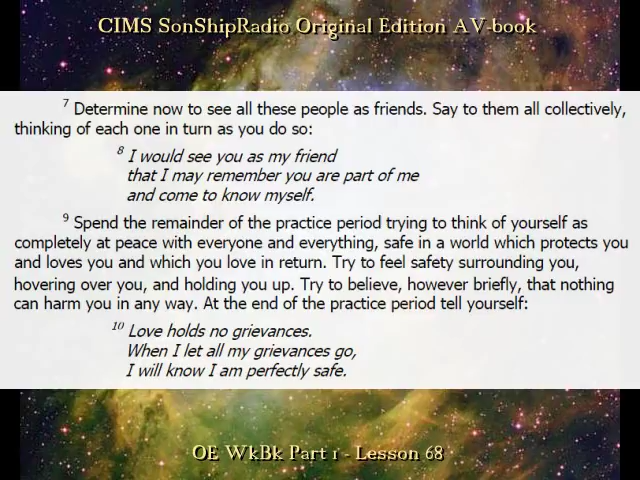 CIMS SonShipRadio Original Edition AV-book
7 Determine now to see all these people as friends. Say to them all collectively,
thinking of each one in turn as you do so:
8 I would see you as my friend
that I may remember you are part of me
and come to know myself.
9 Spend the remainder of the practice period trying to think of yourself as
completely at peace with everyone and everything, safe in a world which protects you
and loves you and which you love in return. Try to feel safety surrounding you,
hovering over you, and holding you up. Try to believe, however briefly, that nothing
can harm you in any way. At the end of the practice period tell yourself:
10 Love holds no grievances.
When I let all my grievances go,
I will know I am perfectly safe.
OE WkBk Part 1 - Lesson 68